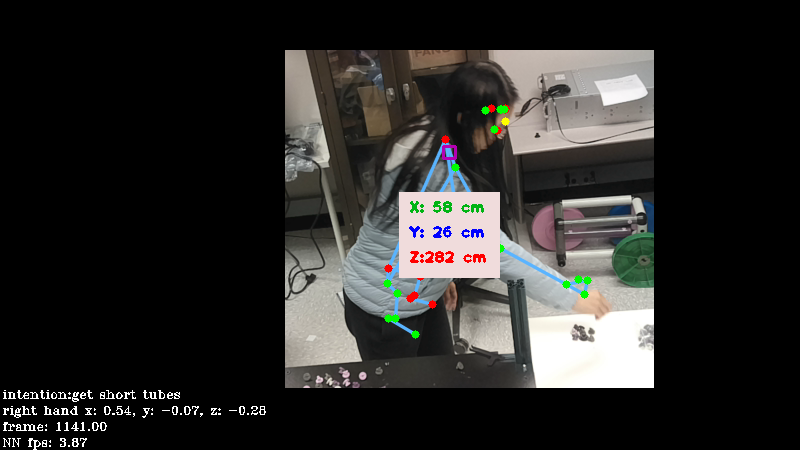 X: 58 cm
Y: 26 cm
Z:282 cm
intention:get short tubes
right hand x: 0.54, y: -0.07, z: -0.28
frame: 1141.00
NN fps: 3.87